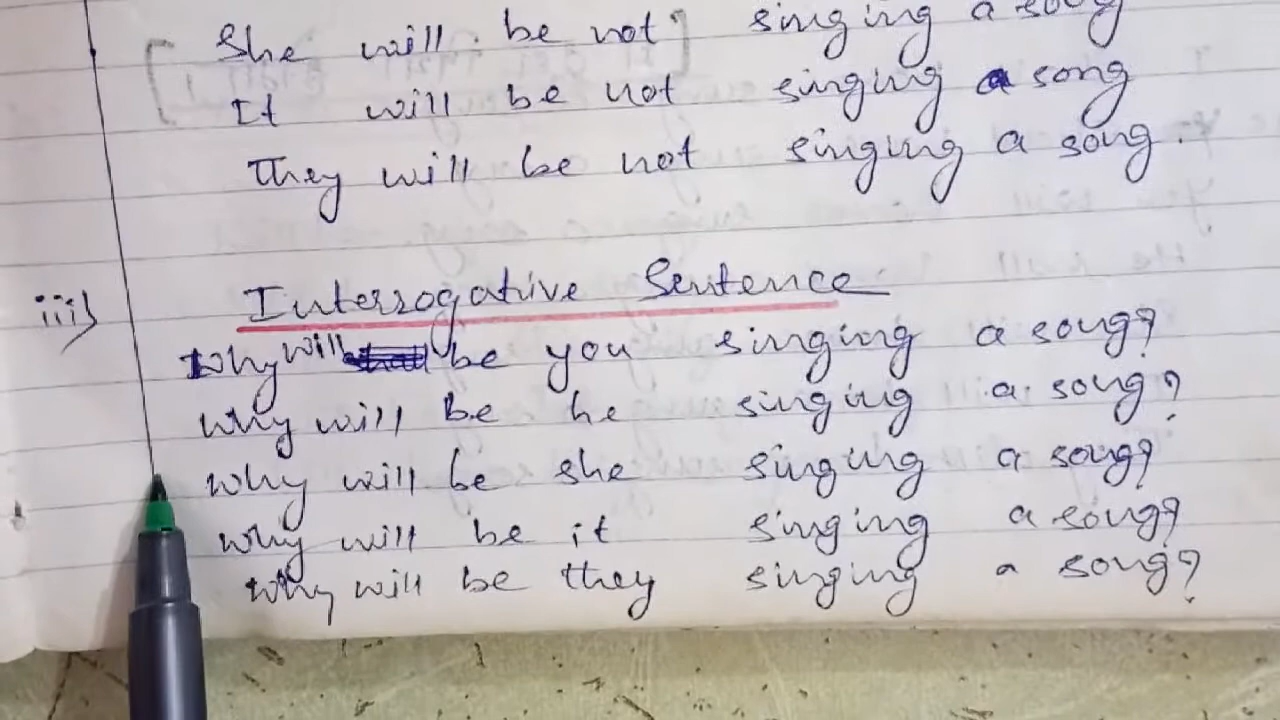 She will be not singing a song
It will be not singing a song
They will be not singing a song.
iii) Interrogative Sentence
Why will be you singing a song?
Why will be he singing a song?
Why will be she singing a song?
Why will be it singing a song?
Why will be they singing a song?